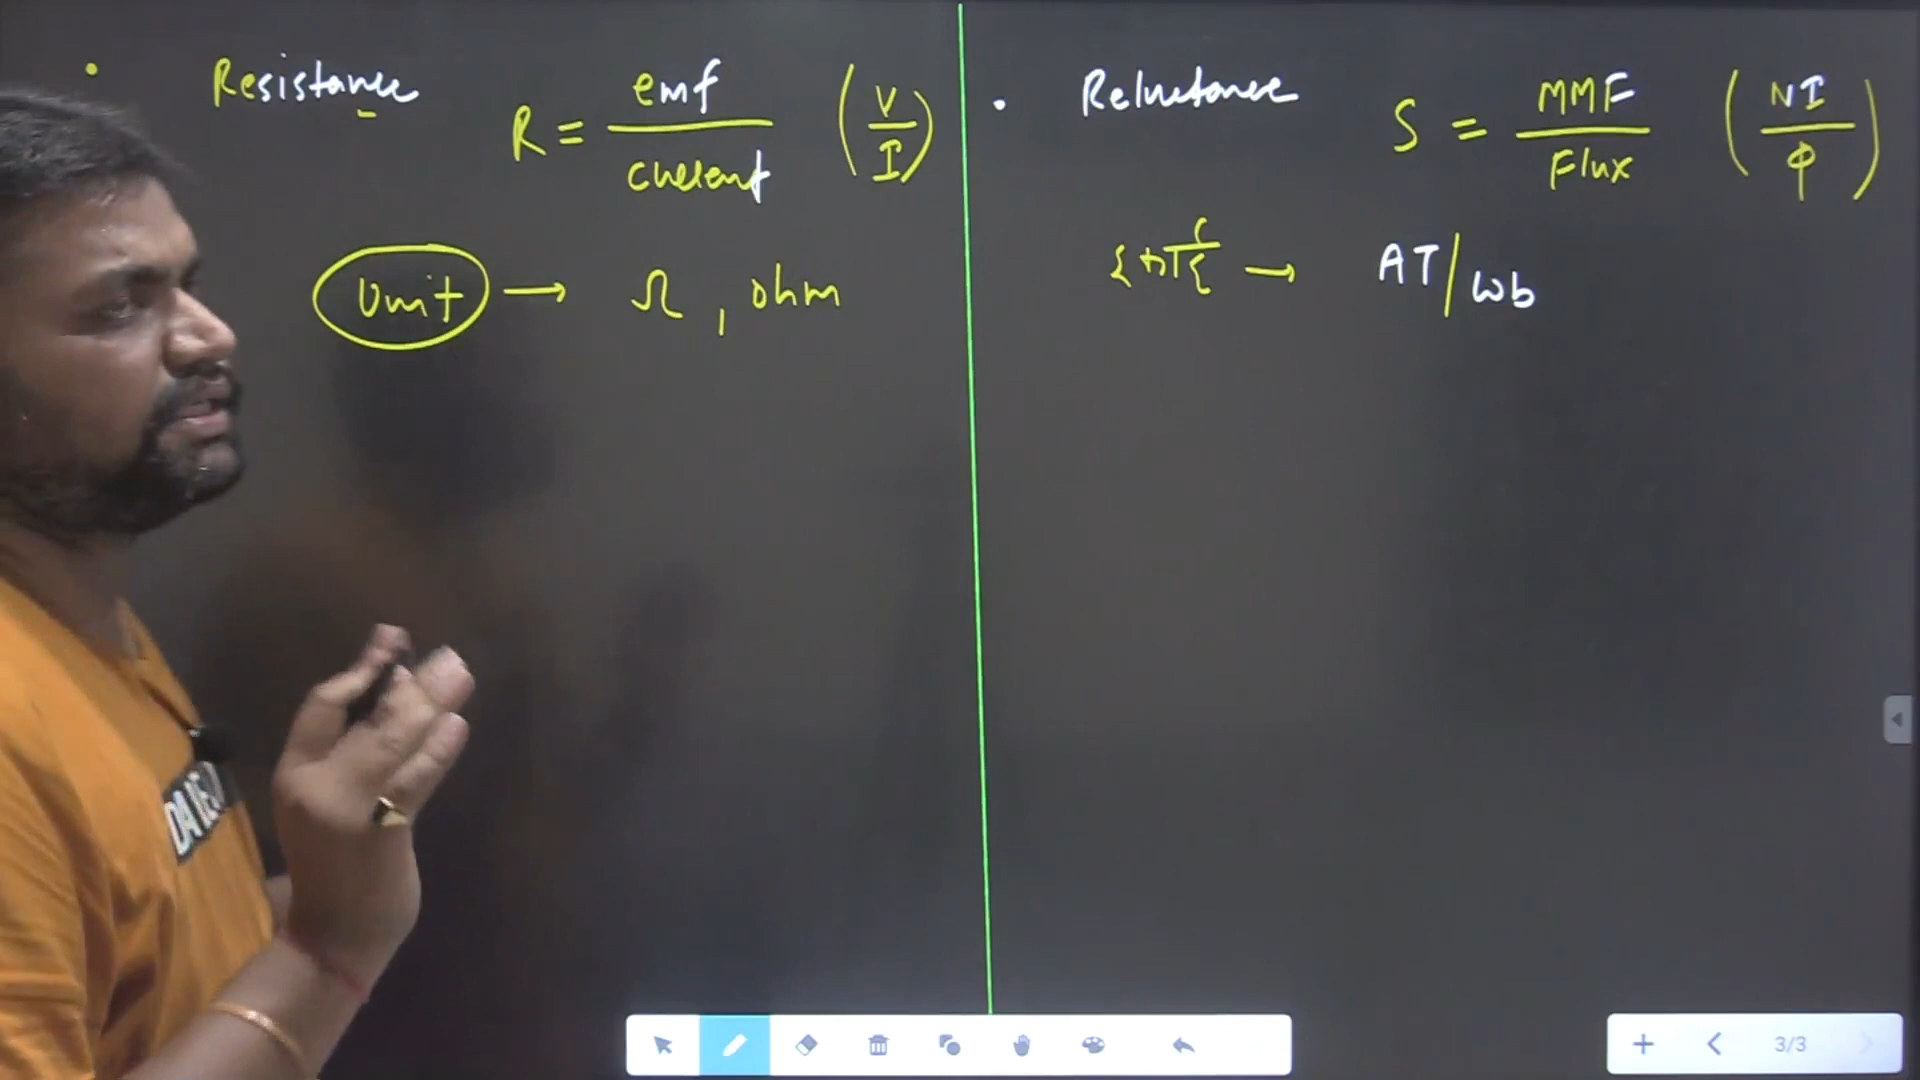 Resistance R = emf / current (V / I)
Unit → Ω, ohm
Reluctance S = MMF / Flux (NI / φ)
→ AT/wb
3/3